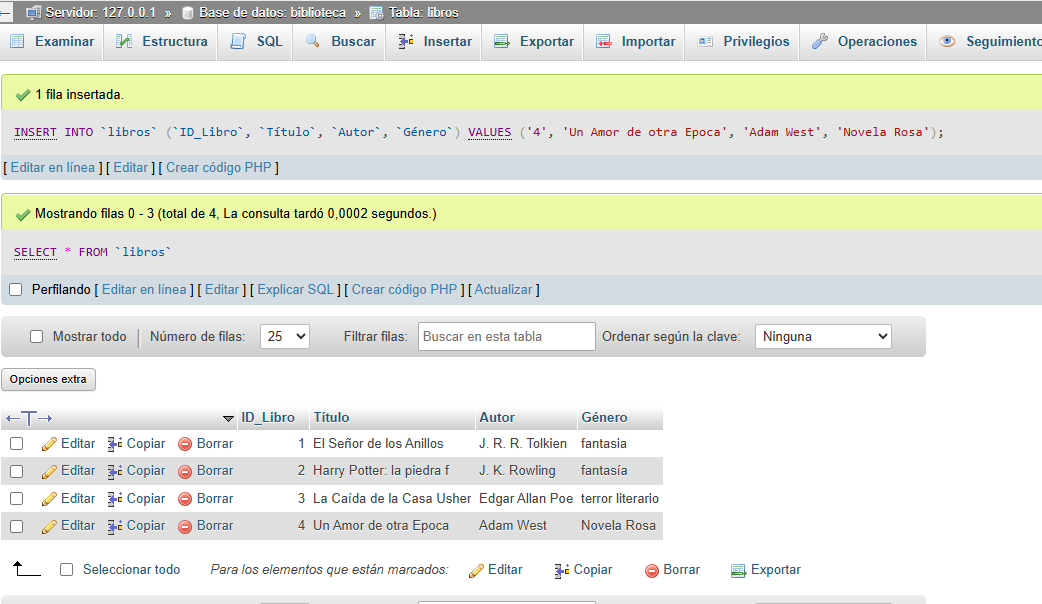 Servidor: 127.0.0.1 » Base de datos: biblioteca » Tabla: libros
Examinar Estructura SQL Buscar Insertar Exportar Importar Privilegios Operaciones Seguimiento
1 fila insertada.
INSERT INTO `libros` (`ID_Libro`, `Título`, `Autor`, `Género`) VALUES ('4', 'Un Amor de otra Epoca', 'Adam West', 'Novela Rosa');
[ Editar en línea ] [ Editar ] [ Crear código PHP ]
Mostrando filas 0 - 3 (total de 4, La consulta tardó 0,0002 segundos.)
SELECT * FROM `libros`
Perfilando [ Editar en línea ] [ Editar ] [ Explicar SQL ] [ Crear código PHP ] [ Actualizar ]
Mostrar todo Número de filas: 25 Filtrar filas: Buscar en esta tabla Ordenar según la clave: Ninguna
Opciones extra
←T→ ID_Libro Título Autor Género
Editar Copiar Borrar 1 El Señor de los Anillos J. R. R. Tolkien fantasia
Editar Copiar Borrar 2 Harry Potter: la piedra f J. K. Rowling fantasía
Editar Copiar Borrar 3 La Caída de la Casa Usher Edgar Allan Poe terror literario
Editar Copiar Borrar 4 Un Amor de otra Epoca Adam West Novela Rosa
Seleccionar todo Para los elementos que están marcados: Editar Copiar Borrar Exportar